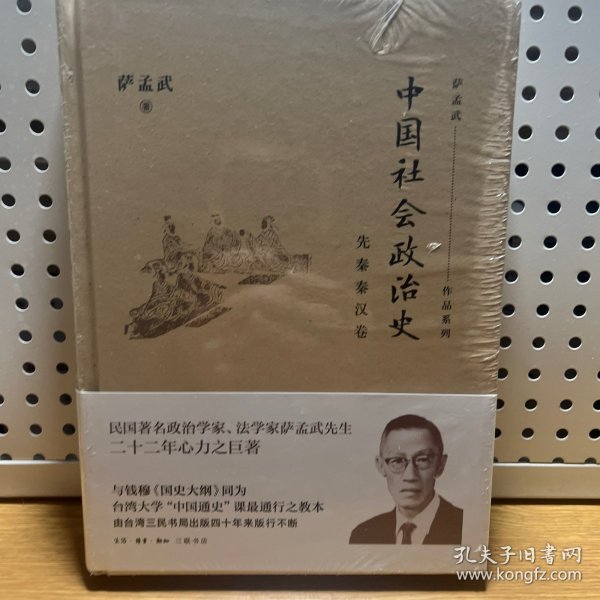 萨孟武
著
萨孟武
作品系列
中国社会政治史
先秦秦汉卷
民国著名政治学家、法学家萨孟武先生
二十二年心力之巨著
与钱穆《国史大纲》同为
台湾大学“中国通史”课最通行之教本
由台湾三民书局出版四十年来版行不断
生活·读书·新知 三联书店
孔夫子旧书网
www.kongfz.com